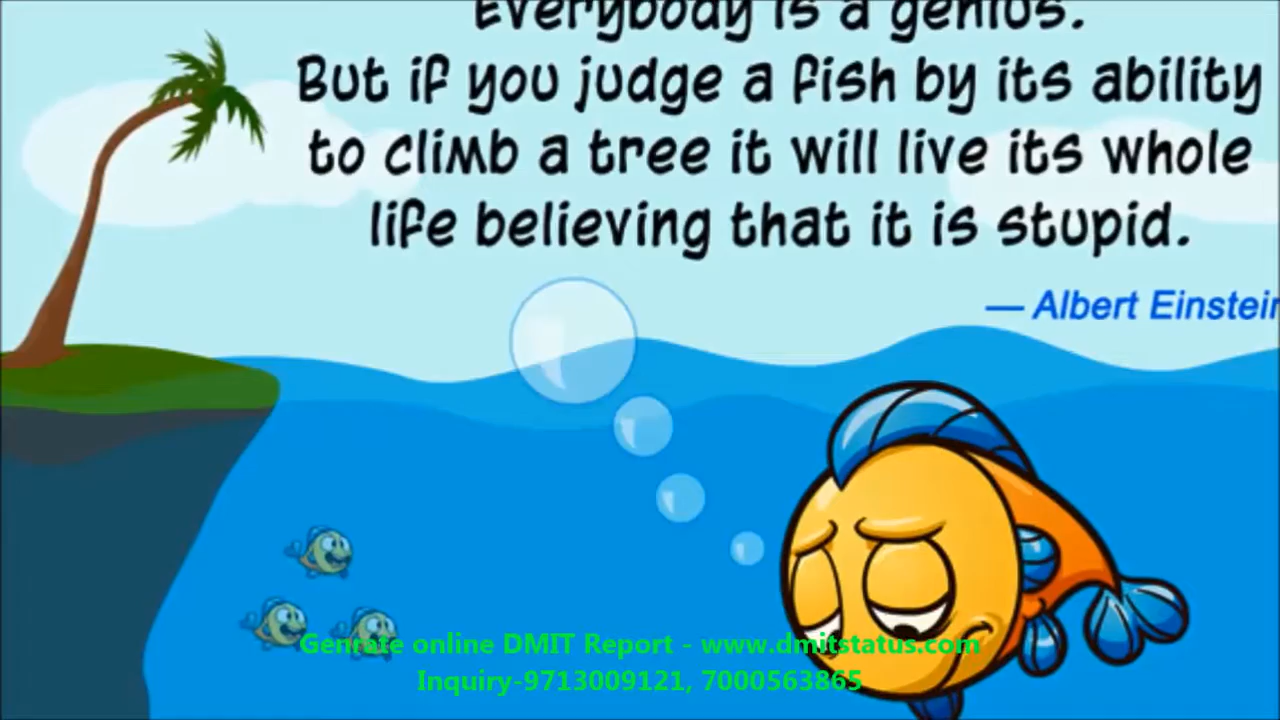 Everybody is a genius.
But if you judge a fish by its ability
to climb a tree it will live its whole
life believing that it is stupid.
— Albert Einstein
Genrate online DMIT Report - www.dmitstatus.com
Inquiry-9713009121, 7000563865